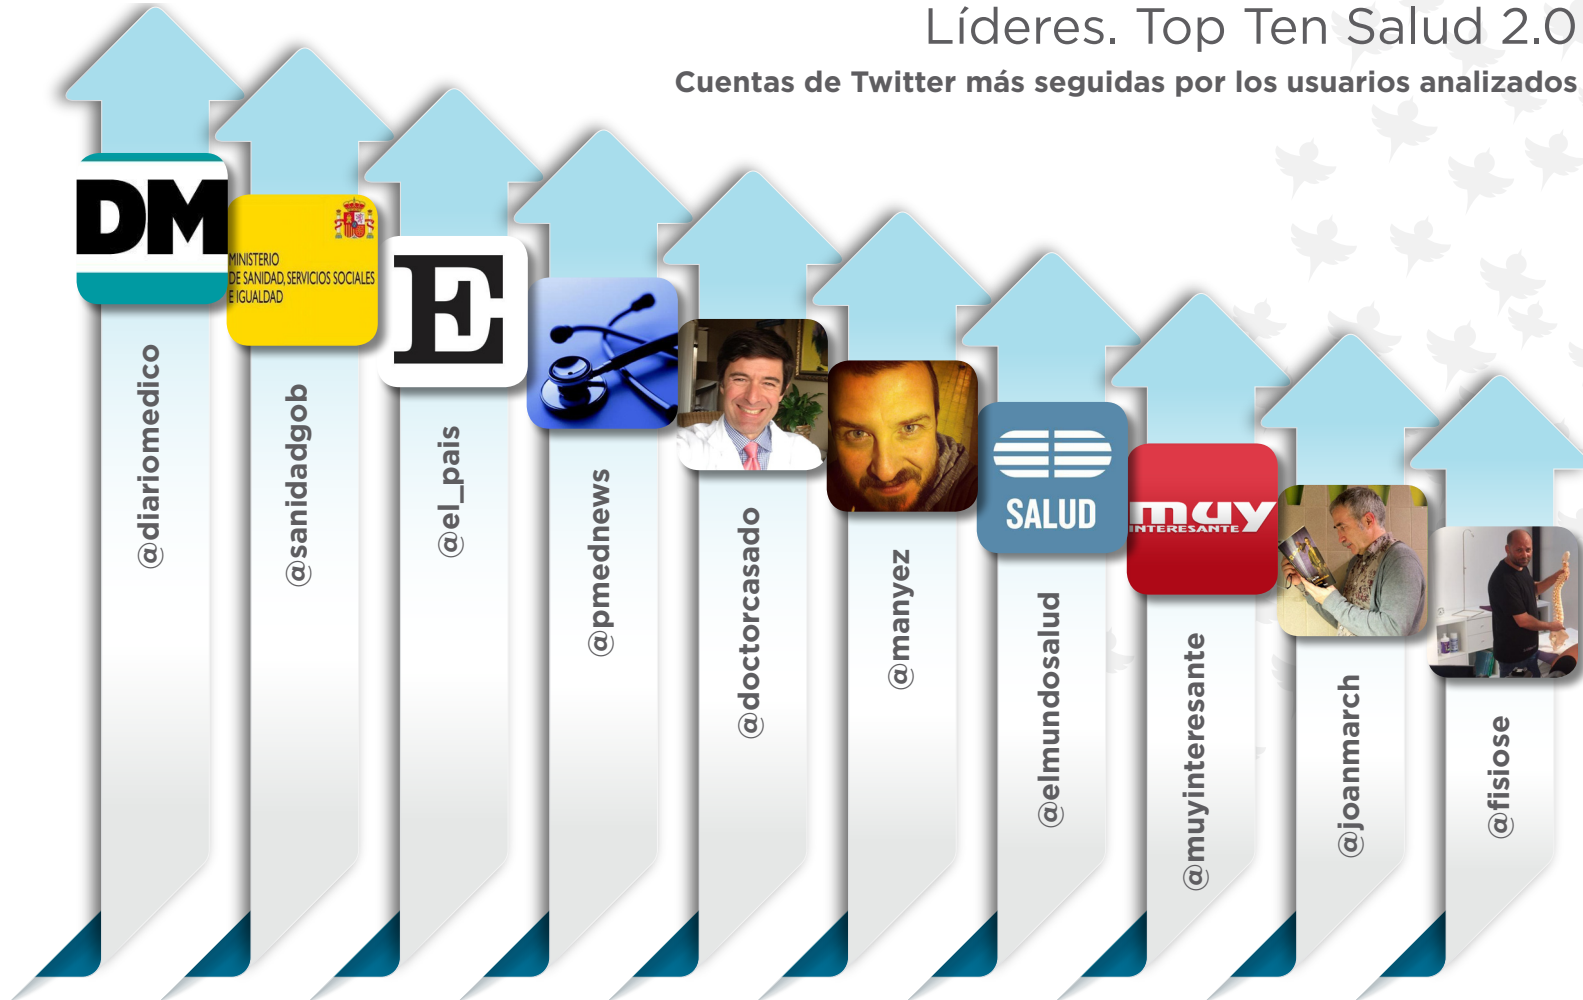 Líderes. Top Ten Salud 2.0
Cuentas de Twitter más seguidas por los usuarios analizados
DM
MINISTERIO
DE SANIDAD, SERVICIOS SOCIALES
E IGUALDAD
E
SALUD
muy
INTERESANTE
@diariomedico
@sanidadgob
@el_pais
@pmednews
@doctorcasado
@manyez
@elmundosalud
@muyinteresante
@joanmarch
@fisiose